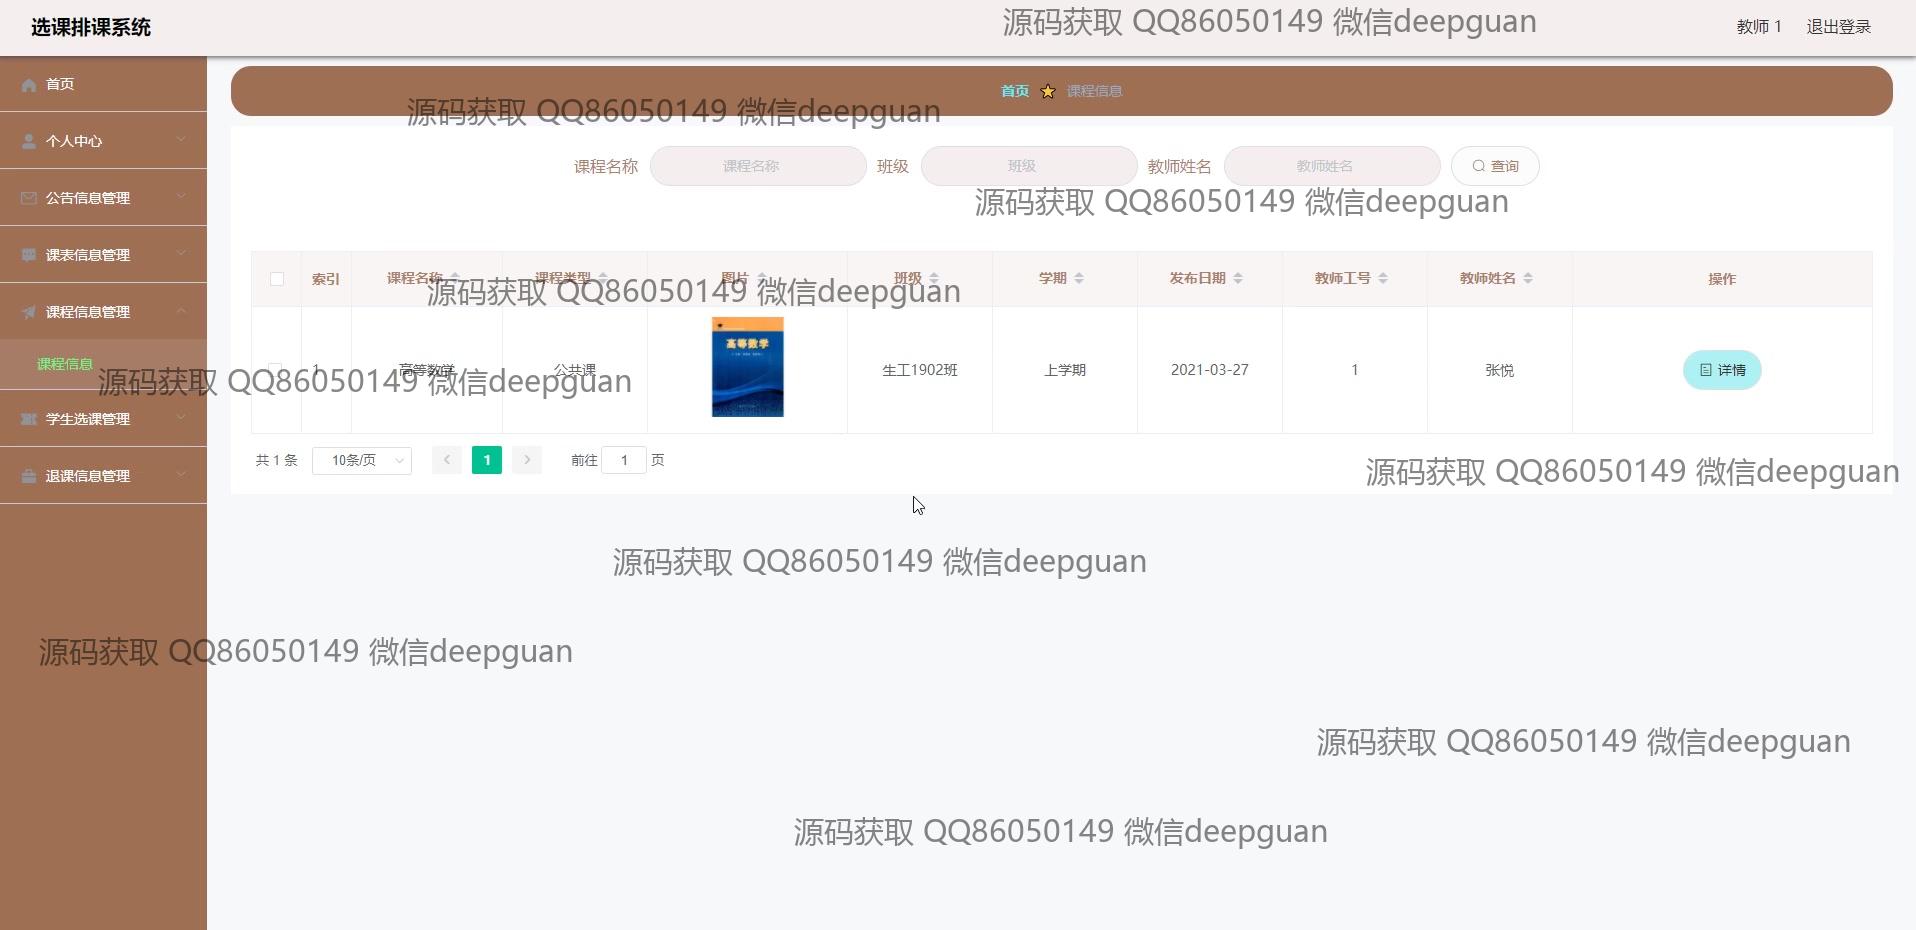 选课排课系统
源码获取 QQ86050149 微信deepguan
教师 1 退出登录
首页
首页 课程信息
源码获取 QQ86050149 微信deepguan
个人中心
课程名称 课程名称 班级 班级 教师姓名 教师姓名 查询
公告信息管理
源码获取 QQ86050149 微信deepguan
课表信息管理
索引 课程名称 课程类型 图片 班级 学期 发布日期 教师工号 教师姓名 操作
源码获取 QQ86050149 微信deepguan
课程信息管理
高等数学
课程信息
1 高等数学 公共课 生工1902班 上学期 2021-03-27 1 张悦 详情
源码获取 QQ86050149 微信deepguan
学生选课管理
共 1 条 10条/页 1 前往 1 页
退课信息管理
源码获取 QQ86050149 微信deepguan
源码获取 QQ86050149 微信deepguan
源码获取 QQ86050149 微信deepguan
源码获取 QQ86050149 微信deepguan
源码获取 QQ86050149 微信deepguan